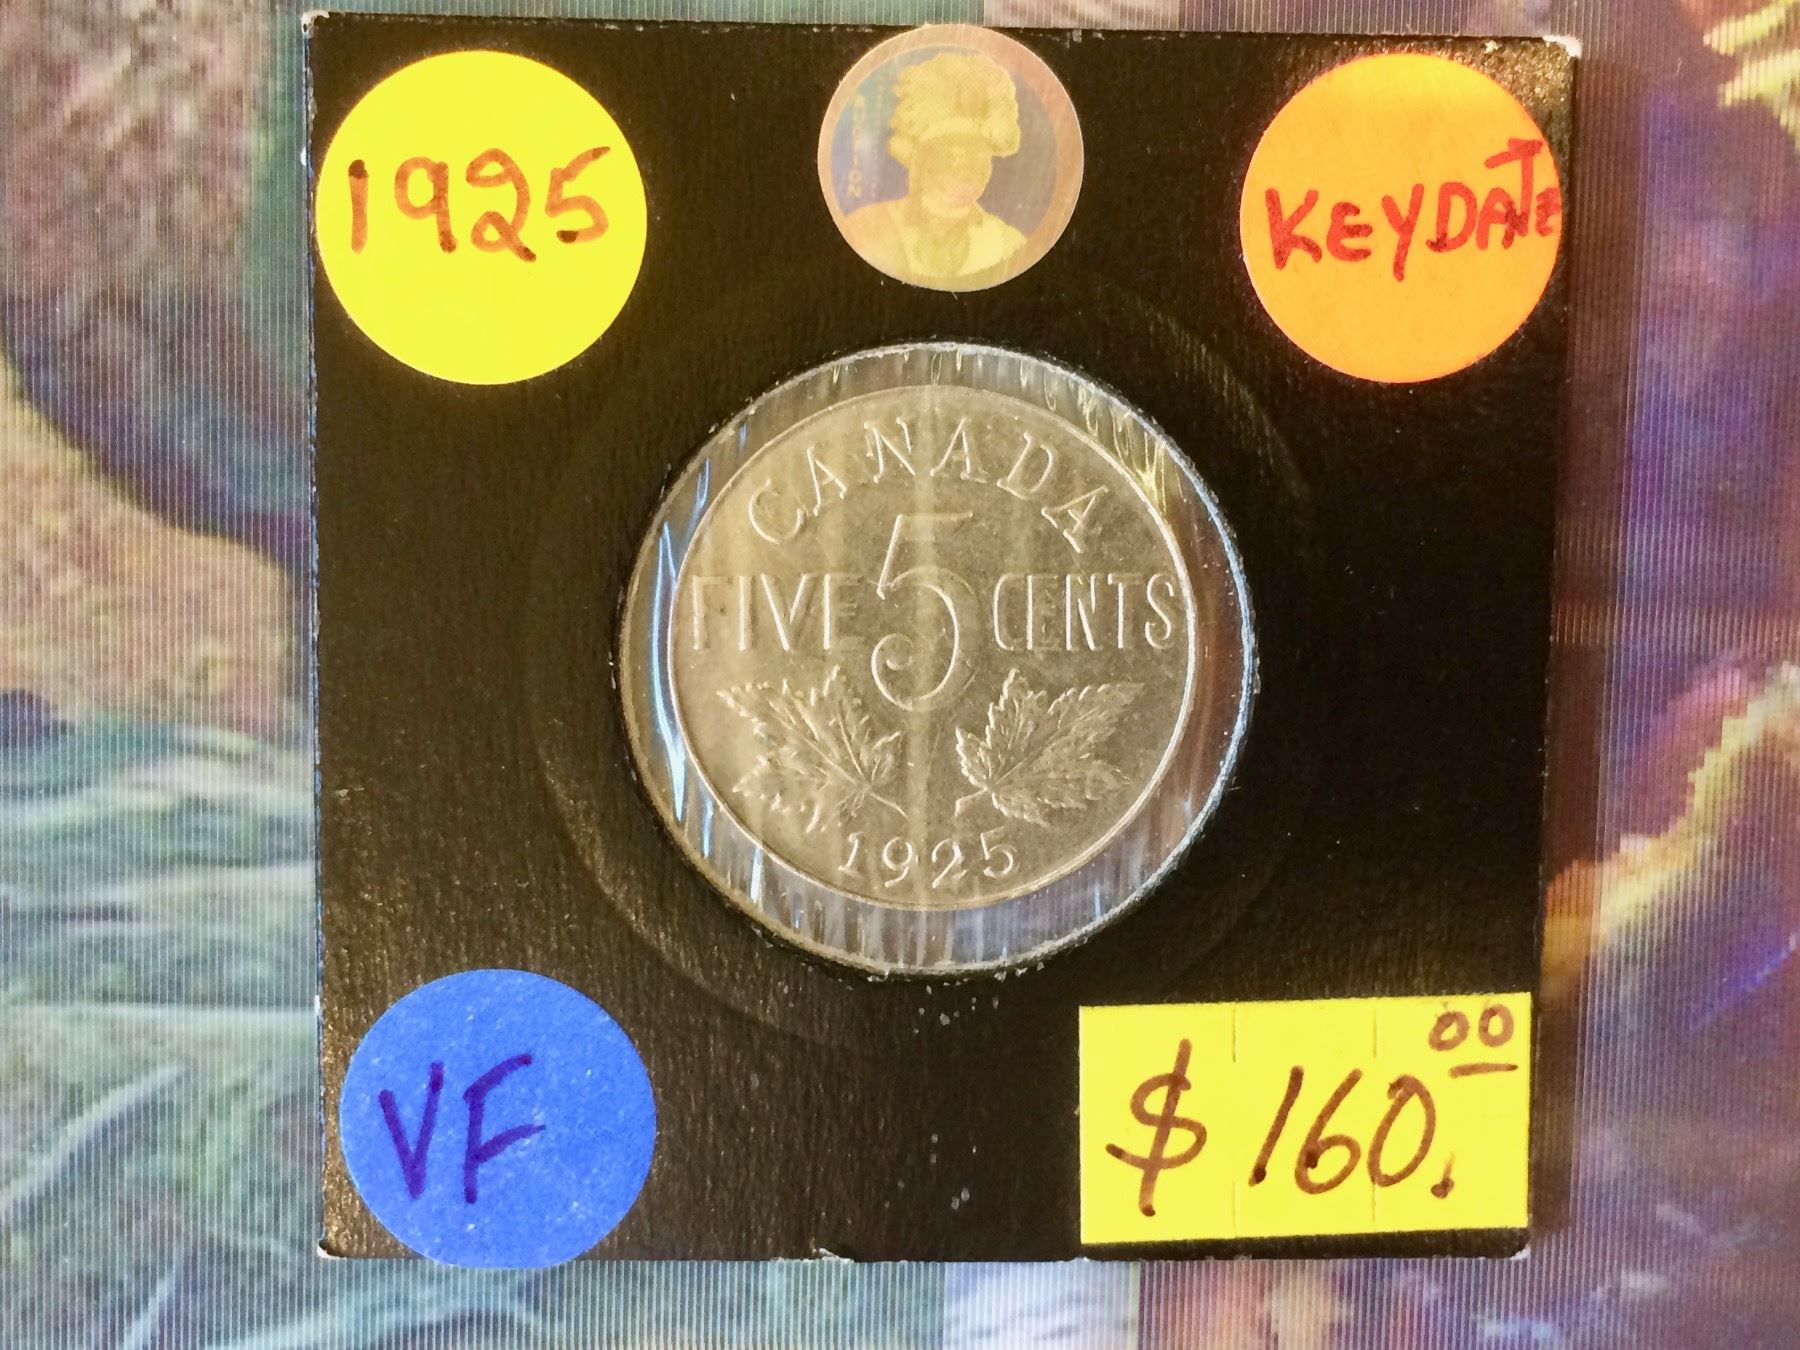 1925
KEYDATE
CANADA
FIVE 5 CENTS
1925
VF
$160.00